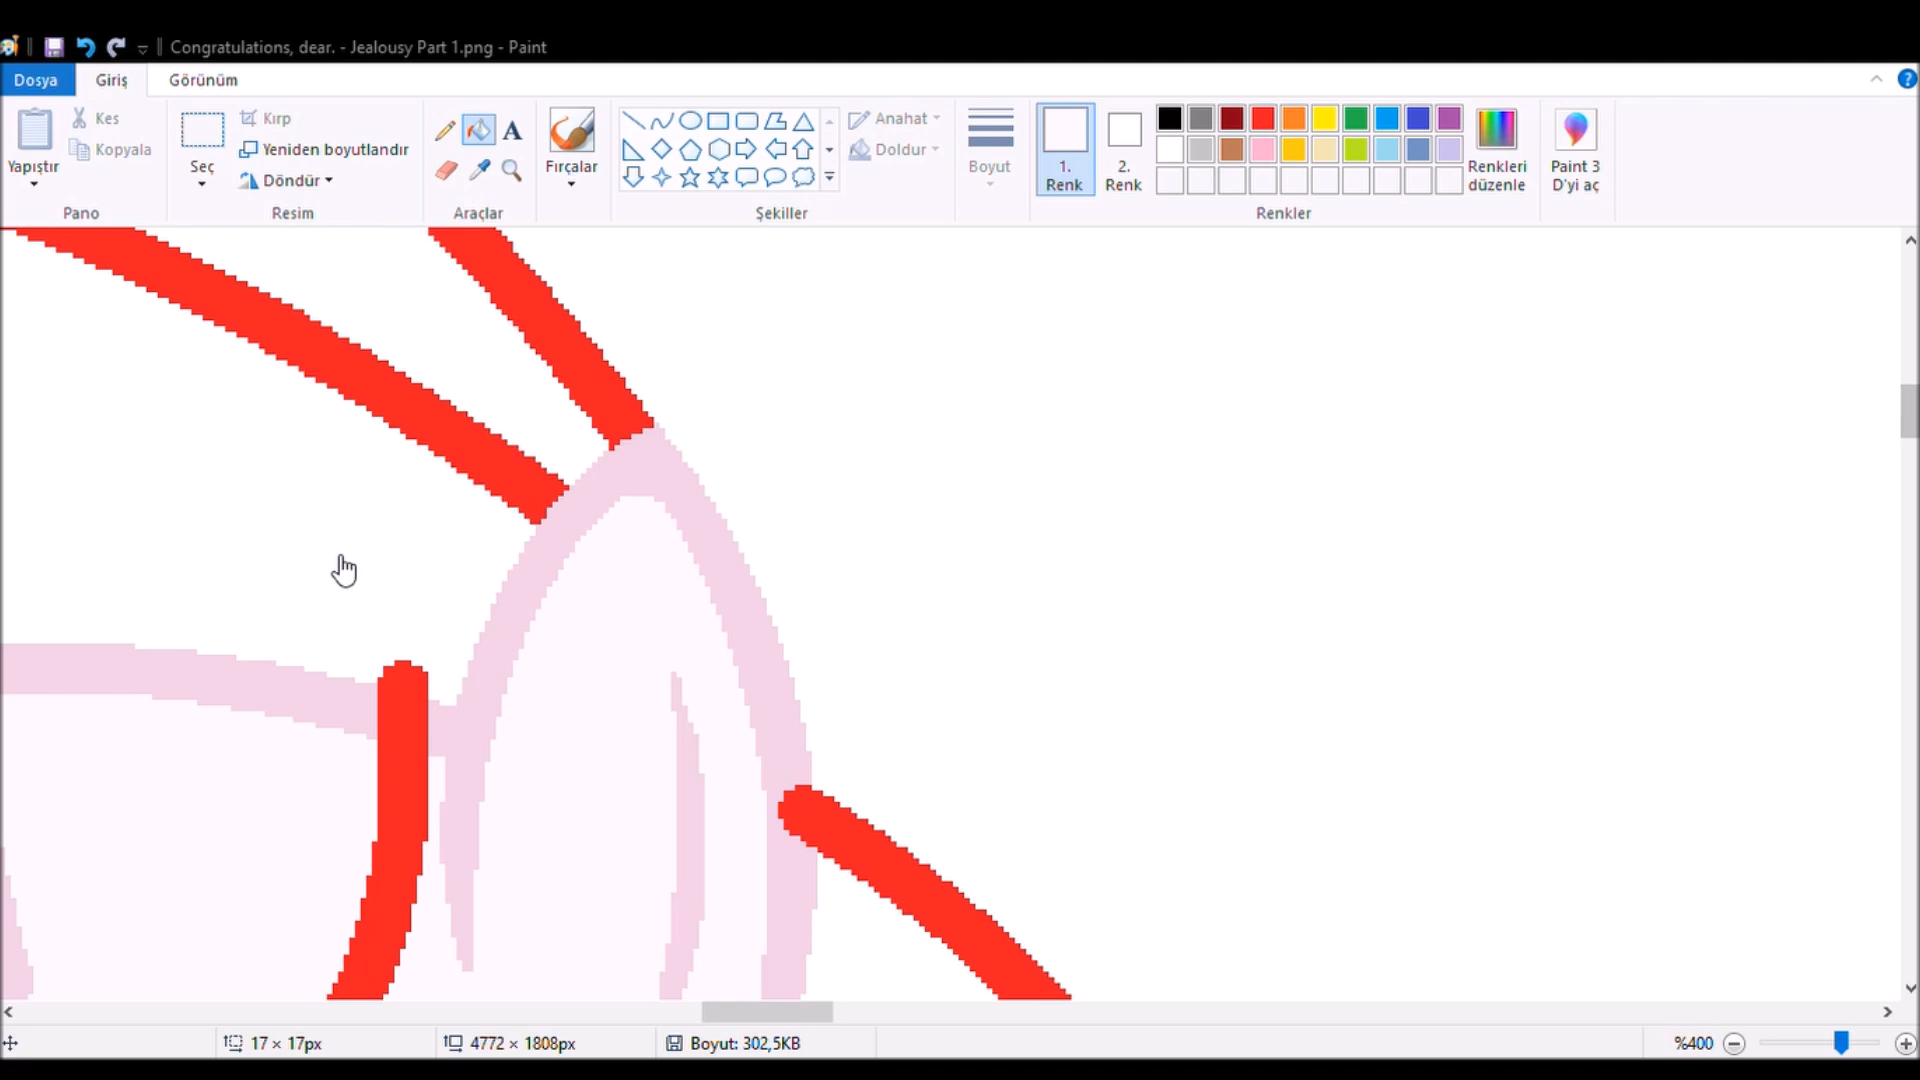 Congratulations, dear. - Jealousy Part 1.png - Paint
Dosya Giriş Görünüm
Yapıştır Kes Kopyala
Seç Kırp Yeniden boyutlandır Döndür
A
Fırçalar
Anahat Doldur
Boyut
1. Renk
2. Renk
Renkleri düzenle
Paint 3 D'yi aç
Pano Resim Araçlar Şekiller Renkler
17 × 17px 4772 × 1808px Boyut: 302,5KB %400